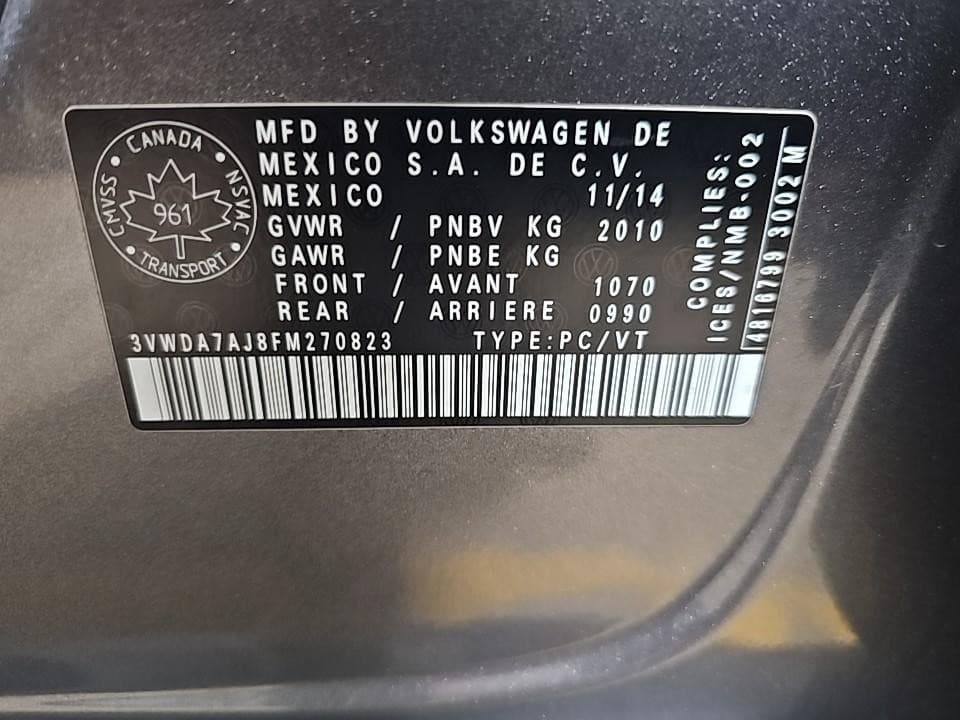 CANADA
CMVSS NSVAC
961
TRANSPORT
MFD BY VOLKSWAGEN DE
MEXICO S.A. DE C.V.
MEXICO 11/14
GVWR / PNBV KG 2010
GAWR / PNBE KG
FRONT / AVANT 1070
REAR / ARRIERE 0990
3VWDA7AJ8FM270823 TYPE:PC/VT
COMPLIES:
ICES/NMB-002
4816799 3002 M